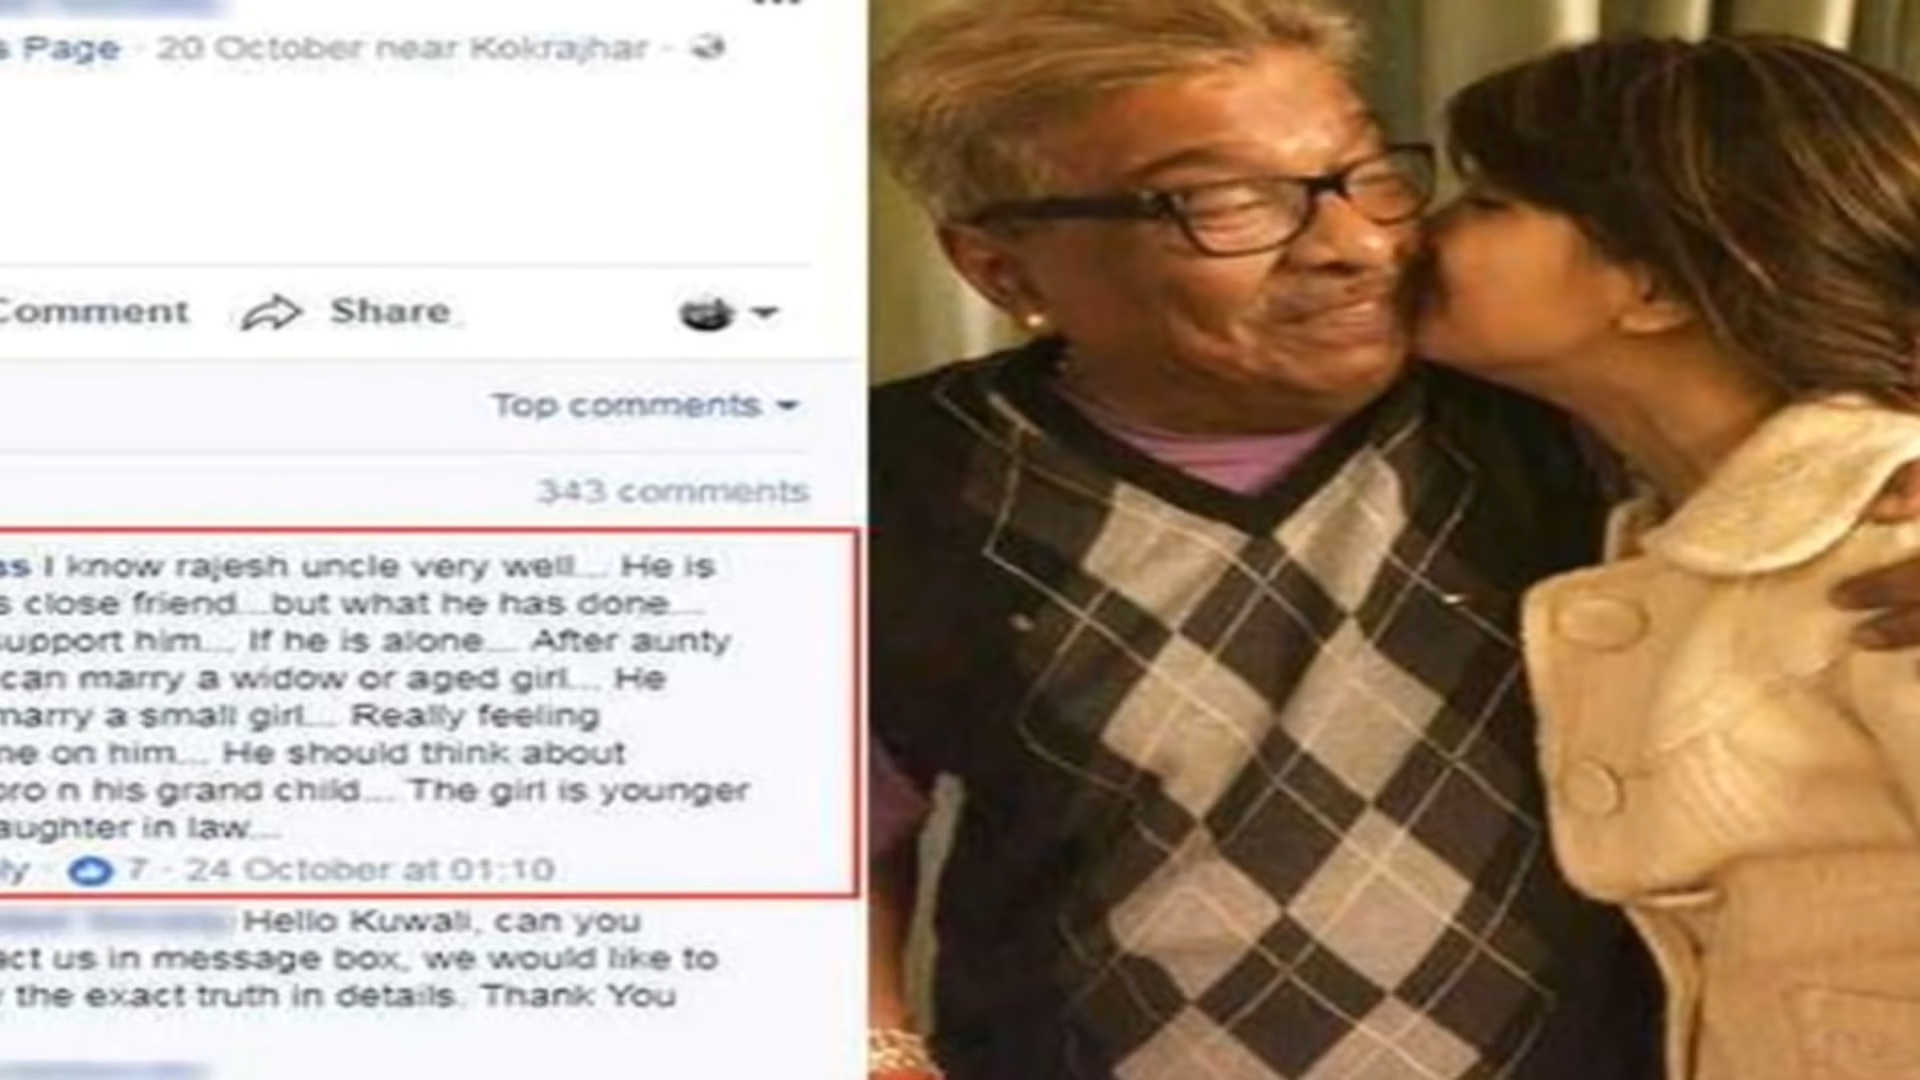 s Page · 20 October near Kokrajhar ·
Comment Share
Top comments
343 comments
as I know rajesh uncle very well.... He is
s close friend....but what he has done....
support him.... If he is alone.... After aunty
can marry a widow or aged girl.... He
marry a small girl.... Really feeling
me on him.... He should think about
bro n his grand child.... The girl is younger
aughter in law....
ly · 7 · 24 October at 01:10
Hello Kuwali, can you
act us in message box, we would like to
the exact truth in details. Thank You